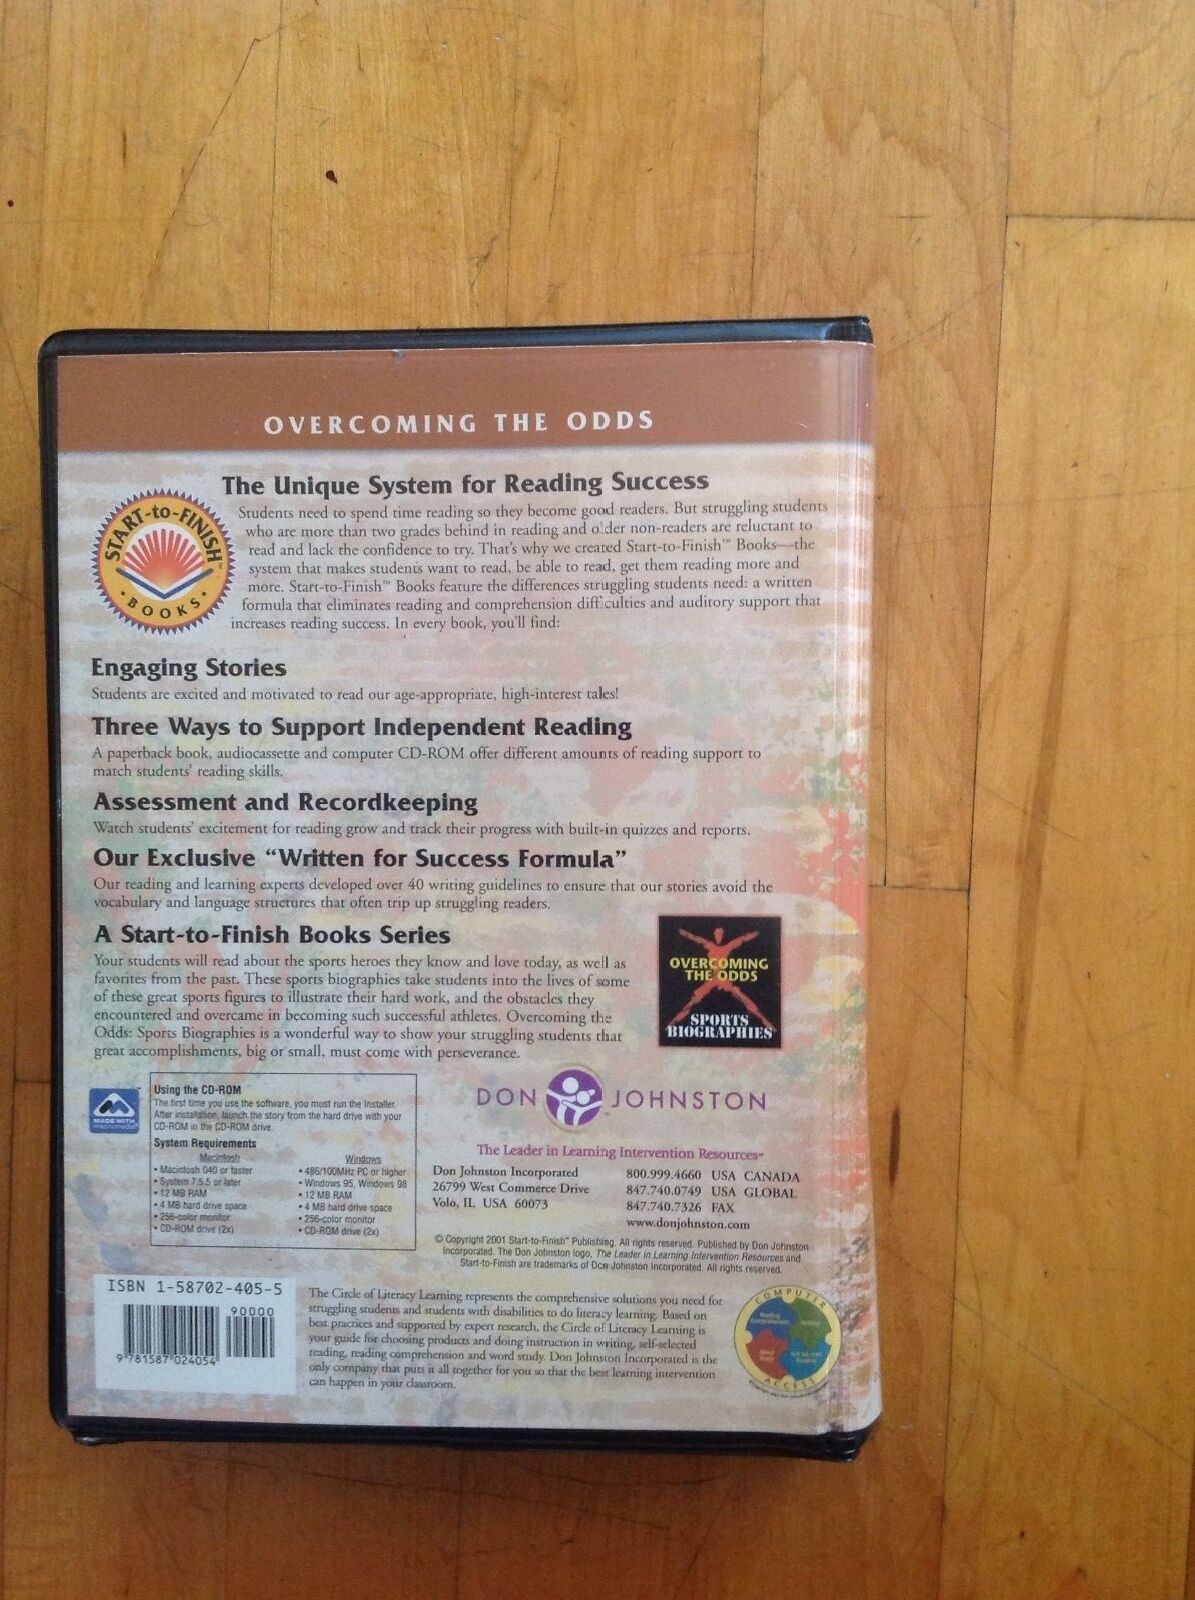 OVERCOMING THE ODDS
START-to-FINISH™
BOOKS
The Unique System for Reading Success
Students need to spend time reading so they become good readers. But struggling students
who are more than two grades behind in reading and older non-readers are reluctant to
read and lack the confidence to try. That's why we created Start-to-Finish™ Books—the
system that makes students want to read, be able to read, get them reading more and
more. Start-to-Finish™ Books feature the differences struggling students need: a written
formula that eliminates reading and comprehension difficulties and auditory support that
increases reading success. In every book, you'll find:
Engaging Stories
Students are excited and motivated to read our age-appropriate, high-interest tales!
Three Ways to Support Independent Reading
A paperback book, audiocassette and computer CD-ROM offer different amounts of reading support to
match students' reading skills.
Assessment and Recordkeeping
Watch students' excitement for reading grow and track their progress with built-in quizzes and reports.
Our Exclusive "Written for Success Formula"
Our reading and learning experts developed over 40 writing guidelines to ensure that our stories avoid the
vocabulary and language structures that often trip up struggling readers.
A Start-to-Finish Books Series
Your students will read about the sports heroes they know and love today, as well as
favorites from the past. These sports biographies take students into the lives of some
of these great sports figures to illustrate their hard work, and the obstacles they
encountered and overcame in becoming such successful athletes. Overcoming the
Odds: Sports Biographies is a wonderful way to show your struggling students that
great accomplishments, big or small, must come with perseverance.
OVERCOMING
THE ODDS
SPORTS
BIOGRAPHIES
MADE WITH
macromedia
Using the CD-ROM
The first time you use the software, you must run the Installer.
After installation, launch the story from the hard drive with your
CD-ROM in the CD-ROM drive.
System Requirements
Macintosh
• Macintosh 040 or faster
• System 7.5.5 or later
• 12 MB RAM
• 4 MB hard drive space
• 256-color monitor
• CD-ROM drive (2x)
Windows
• 486/100MHz PC or higher
• Windows 95, Windows 98
• 12 MB RAM
• 4 MB hard drive space
• 256-color monitor
• CD-ROM drive (2x)
DON JOHNSTON
The Leader in Learning Intervention Resources™
Don Johnston Incorporated
26799 West Commerce Drive
Volo, IL USA 60073
800.999.4660 USA CANADA
847.740.0749 USA GLOBAL
847.740.7326 FAX
www.donjohnston.com
© Copyright 2001 Start-to-Finish™ Publishing. All rights reserved. Published by Don Johnston
Incorporated. The Don Johnston logo, The Leader in Learning Intervention Resources and
Start-to-Finish are trademarks of Don Johnston Incorporated. All rights reserved.
ISBN 1-58702-405-5
90000
9 781587 024054
The Circle of Literacy Learning represents the comprehensive solutions you need for
struggling students and students with disabilities to do literacy learning. Based on
best practices and supported by expert research, the Circle of Literacy Learning is
your guide for choosing products and doing instruction in writing, self-selected
reading, reading comprehension and word study. Don Johnston Incorporated is the
only company that puts it all together for you so that the best learning intervention
can happen in your classroom.
COMPUTER
Reading
Comprehension
Writing
Word
Study
Self-Selected
Reading
ACCESS